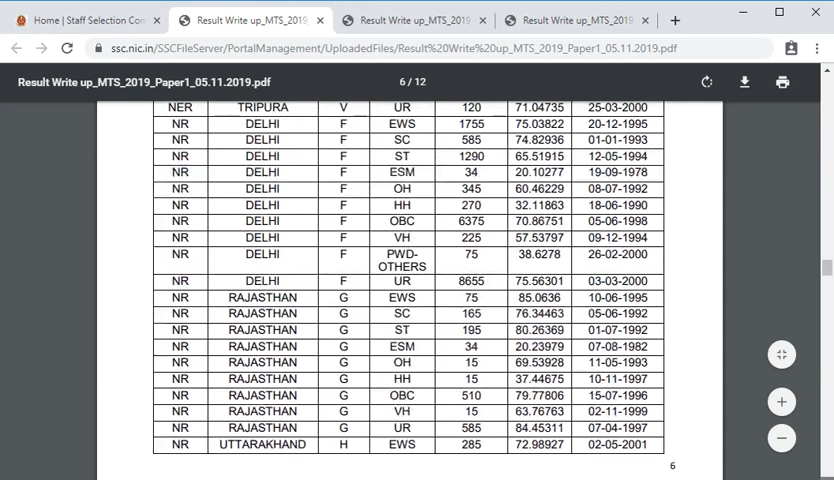 Home | Staff Selection Com
Result Write up_MTS_2019_Paper1
Result Write up_MTS_2019_Paper1
Result Write up_MTS_2019_Paper1
ssc.nic.in/SSCFileServer/PortalManagement/UploadedFiles/Result%20Write%20up_MTS_2019_Paper1_05.11.2019.pdf
Result Write up_MTS_2019_Paper1_05.11.2019.pdf 6 / 12
NER TRIPURA V UR 120 71.04735 25-03-2000
NR DELHI F EWS 1755 75.03822 20-12-1995
NR DELHI F SC 585 74.82936 01-01-1993
NR DELHI F ST 1290 65.51915 12-05-1994
NR DELHI F ESM 34 20.10277 19-09-1978
NR DELHI F OH 345 60.46229 08-07-1992
NR DELHI F HH 270 32.11863 18-06-1990
NR DELHI F OBC 6375 70.86751 05-06-1998
NR DELHI F VH 225 57.53797 09-12-1994
NR DELHI F PWD- 75 38.6278 26-02-2000
OTHERS
NR DELHI F UR 8655 75.56301 03-03-2000
NR RAJASTHAN G EWS 75 85.0636 10-06-1995
NR RAJASTHAN G SC 165 76.34463 05-06-1992
NR RAJASTHAN G ST 195 80.26369 01-07-1992
NR RAJASTHAN G ESM 34 20.23979 07-08-1982
NR RAJASTHAN G OH 15 69.53928 11-05-1993
NR RAJASTHAN G HH 15 37.44675 10-11-1997
NR RAJASTHAN G OBC 510 79.77806 15-07-1996
NR RAJASTHAN G VH 15 63.76763 02-11-1999
NR RAJASTHAN G UR 585 84.45311 07-04-1997
NR UTTARAKHAND H EWS 285 72.98927 02-05-2001
6